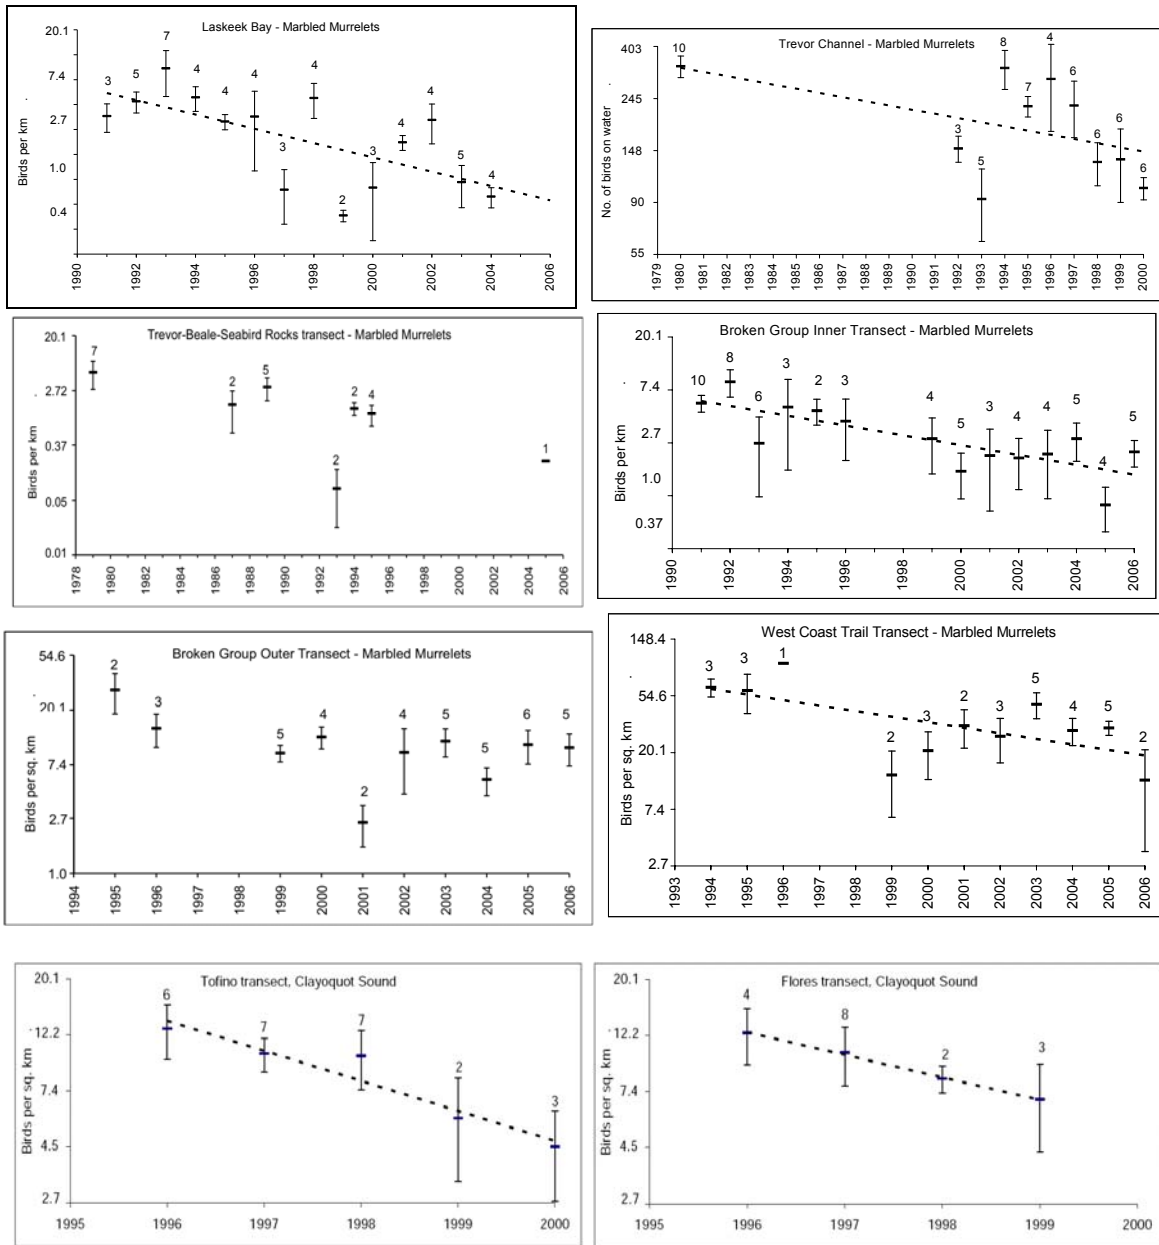 Laskeek Bay - Marbled Murrelets
Birds per km
20.1
7.4
2.7
1.0
0.4
3 5 7 4 4 4 3 4 2 3 4 4 5 4
1990 1992 1994 1996 1998 2000 2002 2004 2006
Trevor Channel - Marbled Murrelets
No. of birds on water
403
245
148
90
55
10 3 5 8 7 4 6 6 6 6
1979 1980 1981 1982 1983 1984 1985 1986 1987 1988 1989 1990 1991 1992 1993 1994 1995 1996 1997 1998 1999 2000
Trevor-Beale-Seabird Rocks transect - Marbled Murrelets
Birds per km
20.1
2.72
0.37
0.05
0.01
7 2 5 2 2 4 1
1978 1980 1982 1984 1986 1988 1990 1992 1994 1996 1998 2000 2002 2004 2006
Broken Group Inner Transect - Marbled Murrelets
Birds per km
20.1
7.4
2.7
1.0
0.37
10 8 6 3 2 3 4 5 3 4 4 5 4 5
1990 1992 1994 1996 1998 2000 2002 2004 2006
Broken Group Outer Transect - Marbled Murrelets
Birds per sq. km
54.6
20.1
7.4
2.7
1.0
2 3 5 4 2 4 5 5 6 5
1994 1995 1996 1997 1998 1999 2000 2001 2002 2003 2004 2005 2006
West Coast Trail Transect - Marbled Murrelets
Birds per sq. km
148.4
54.6
20.1
7.4
2.7
3 3 1 2 3 2 3 5 4 5 2
1993 1994 1995 1996 1997 1998 1999 2000 2001 2002 2003 2004 2005 2006
Tofino transect, Clayoquot Sound
Birds per sq. km
20.1
12.2
7.4
4.5
2.7
6 7 7 2 3
1995 1996 1997 1998 1999 2000
Flores transect, Clayoquot Sound
Birds per sq. km
20.1
12.2
7.4
4.5
2.7
4 8 2 3
1995 1996 1997 1998 1999 2000